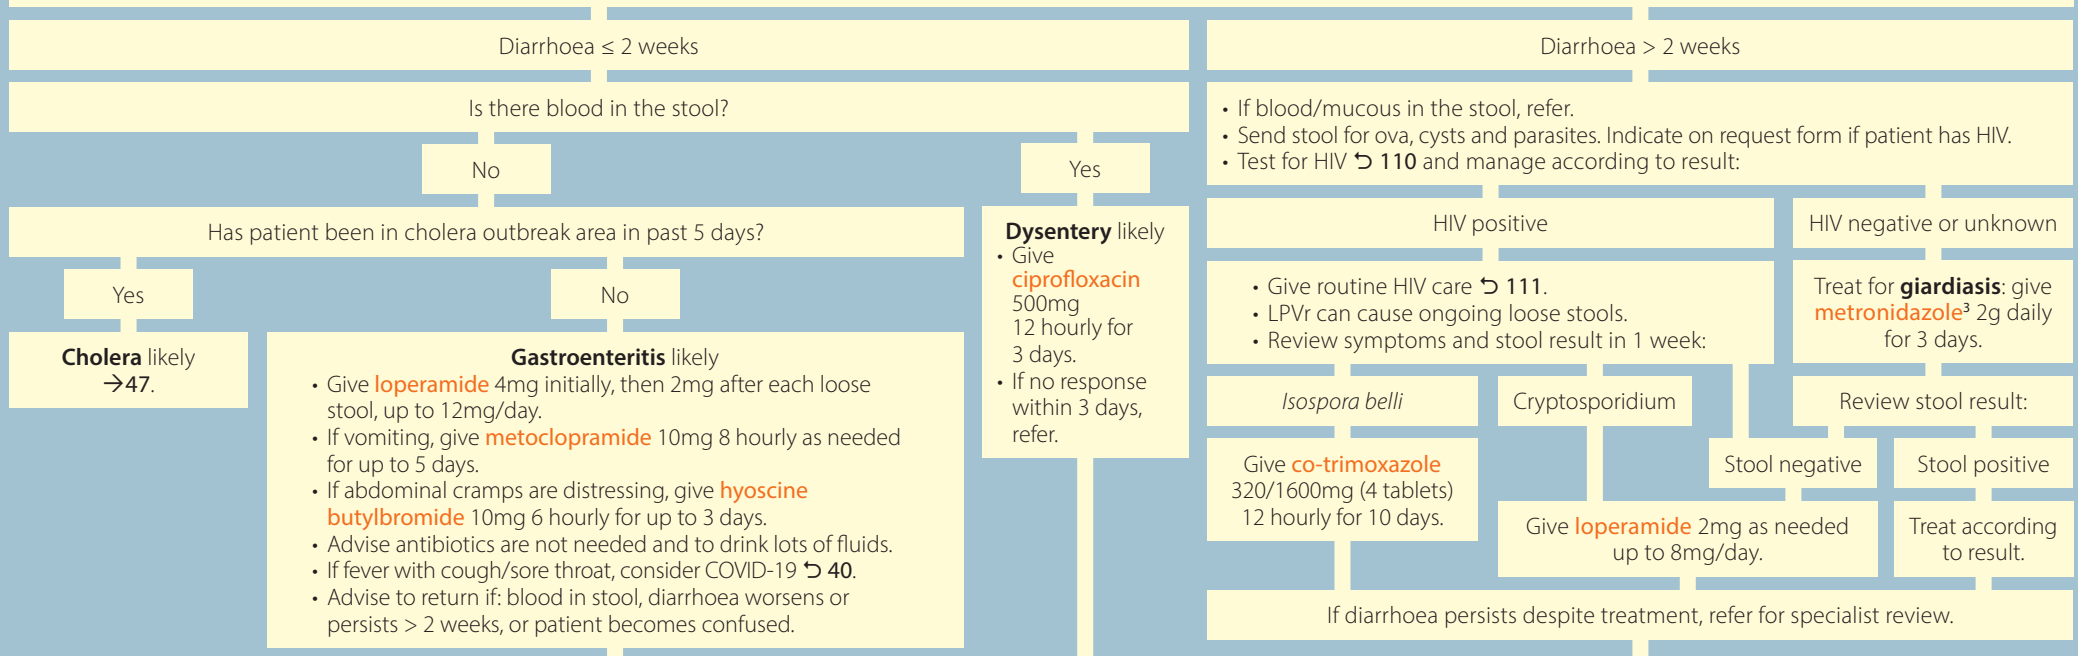 Diarrhoea ≤ 2 weeks
Is there blood in the stool?
No
Yes
Has patient been in cholera outbreak area in past 5 days?
Yes
No
Cholera likely
→47.
Gastroenteritis likely
• Give loperamide 4mg initially, then 2mg after each loose
stool, up to 12mg/day.
• If vomiting, give metoclopramide 10mg 8 hourly as needed
for up to 5 days.
• If abdominal cramps are distressing, give hyoscine
butylbromide 10mg 6 hourly for up to 3 days.
• Advise antibiotics are not needed and to drink lots of fluids.
• If fever with cough/sore throat, consider COVID-19 ⮌ 40.
• Advise to return if: blood in stool, diarrhoea worsens or
persists > 2 weeks, or patient becomes confused.
Dysentery likely
• Give
ciprofloxacin
500mg
12 hourly for
3 days.
• If no response
within 3 days,
refer.
Diarrhoea > 2 weeks
• If blood/mucous in the stool, refer.
• Send stool for ova, cysts and parasites. Indicate on request form if patient has HIV.
• Test for HIV ⮌ 110 and manage according to result:
HIV positive
• Give routine HIV care ⮌ 111.
• LPVr can cause ongoing loose stools.
• Review symptoms and stool result in 1 week:
Isospora belli
Give co-trimoxazole
320/1600mg (4 tablets)
12 hourly for 10 days.
Cryptosporidium
HIV negative or unknown
Treat for giardiasis: give
metronidazole³ 2g daily
for 3 days.
Review stool result:
Stool negative
Stool positive
Give loperamide 2mg as needed
up to 8mg/day.
Treat according
to result.
If diarrhoea persists despite treatment, refer for specialist review.